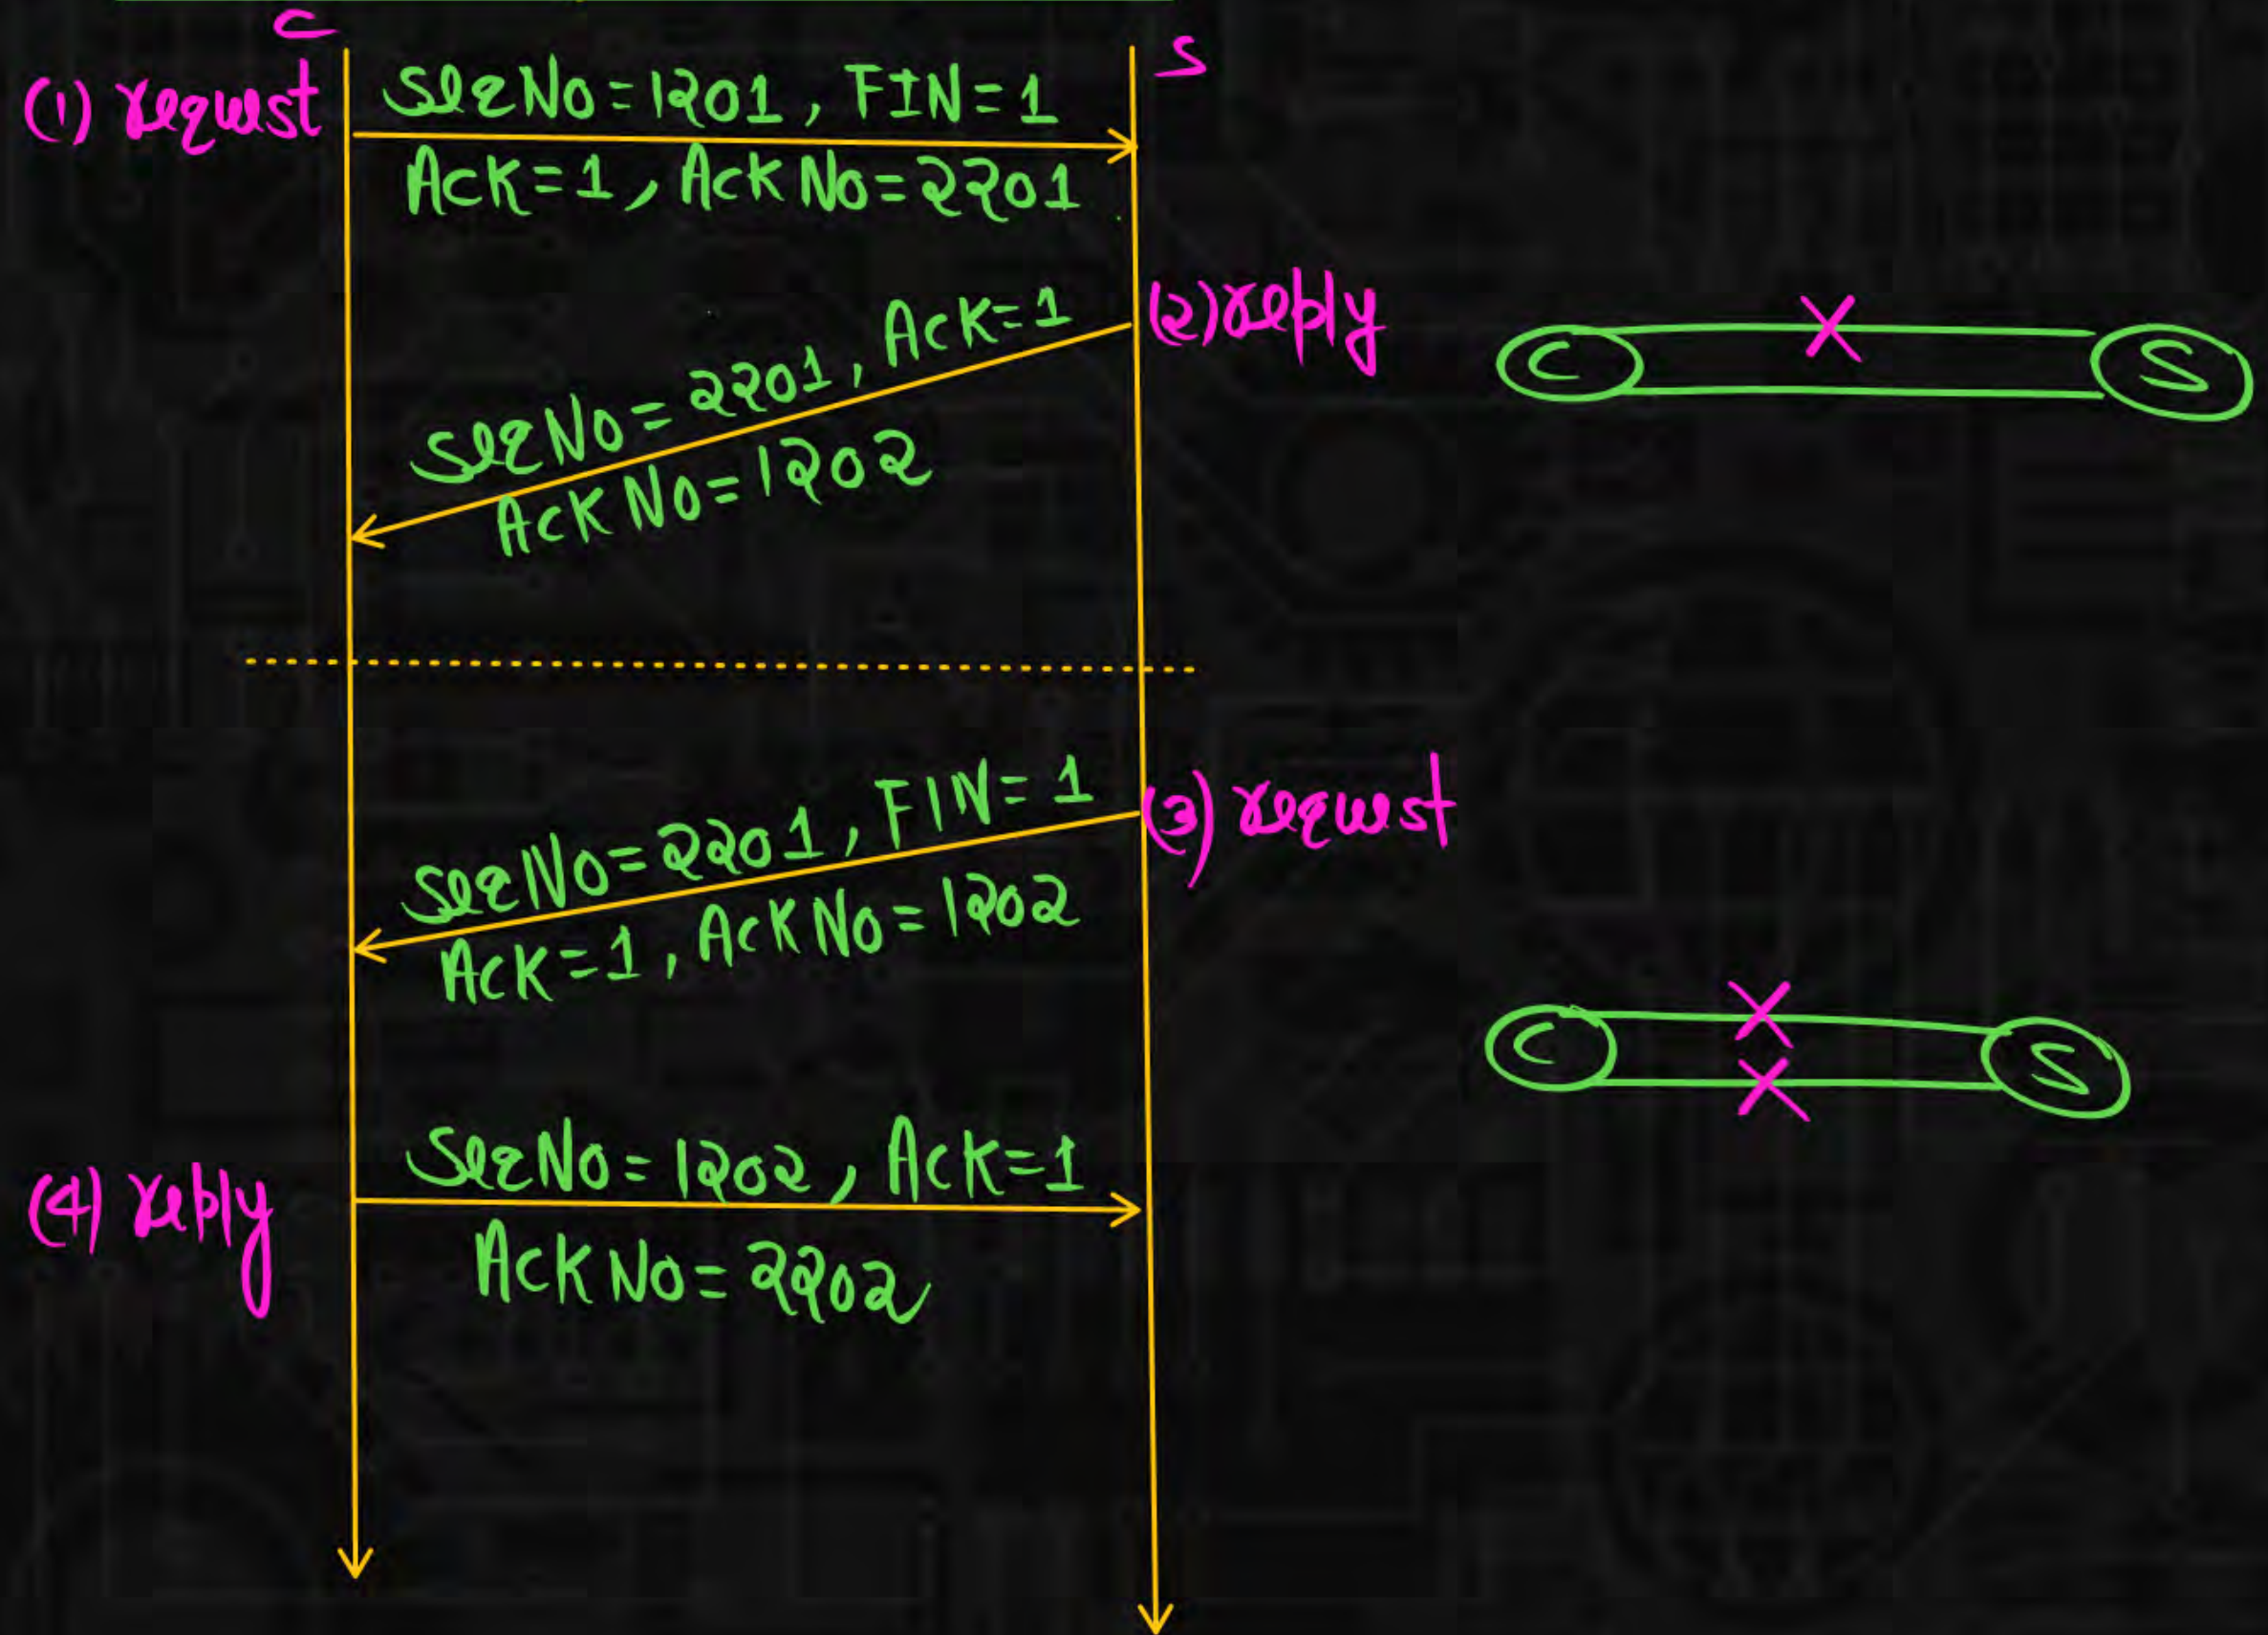 C
S
(1) request
SeqNo=1201, FIN=1
Ack=1, Ack No=2201
(2) reply
SeqNo=2201, Ack=1
Ack No=1202
C
S
(3) request
SeqNo=2201, FIN=1
Ack=1, Ack No=1202
C
S
(4) reply
SeqNo=1202, Ack=1
Ack No=2202